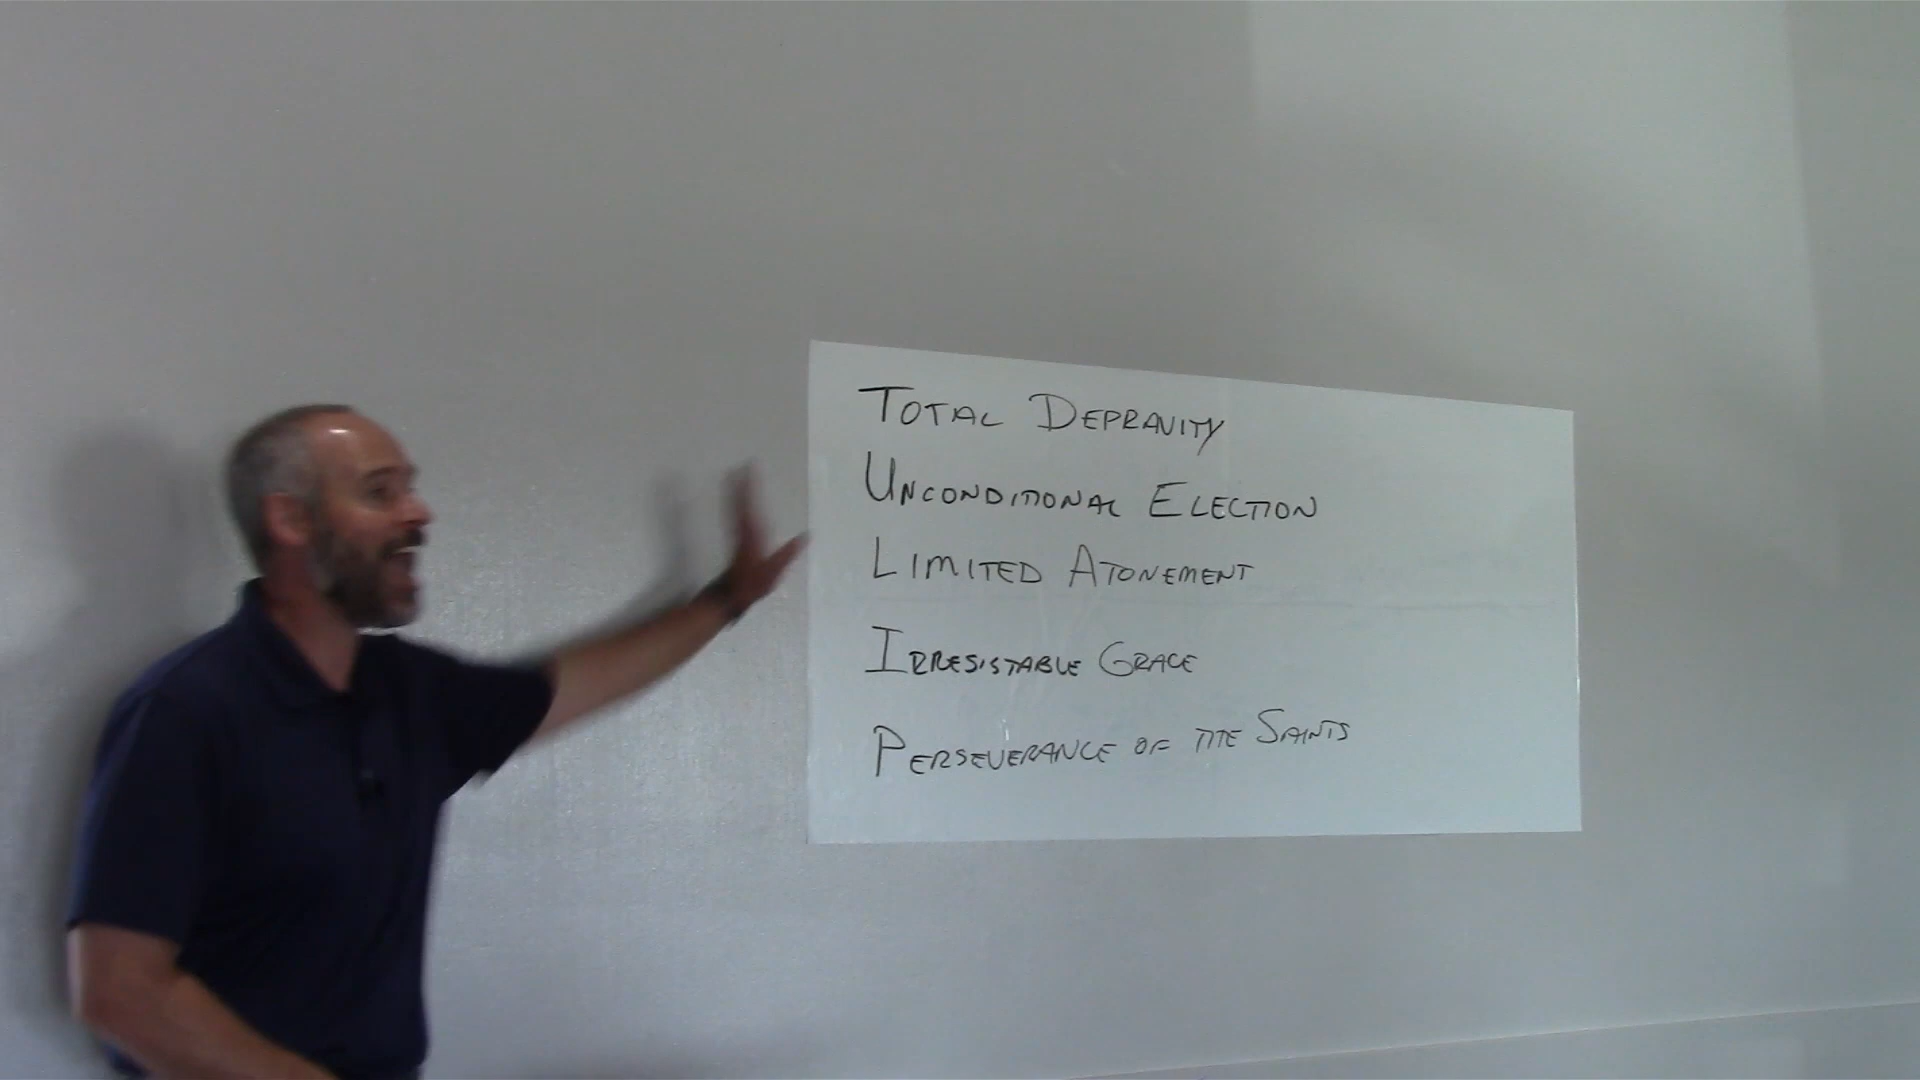 TOTAL DEPRAVITY
UNCONDITIONAL ELECTION
LIMITED ATONEMENT
IRRESISTABLE GRACE
PERSEVERANCE OF THE SAINTS